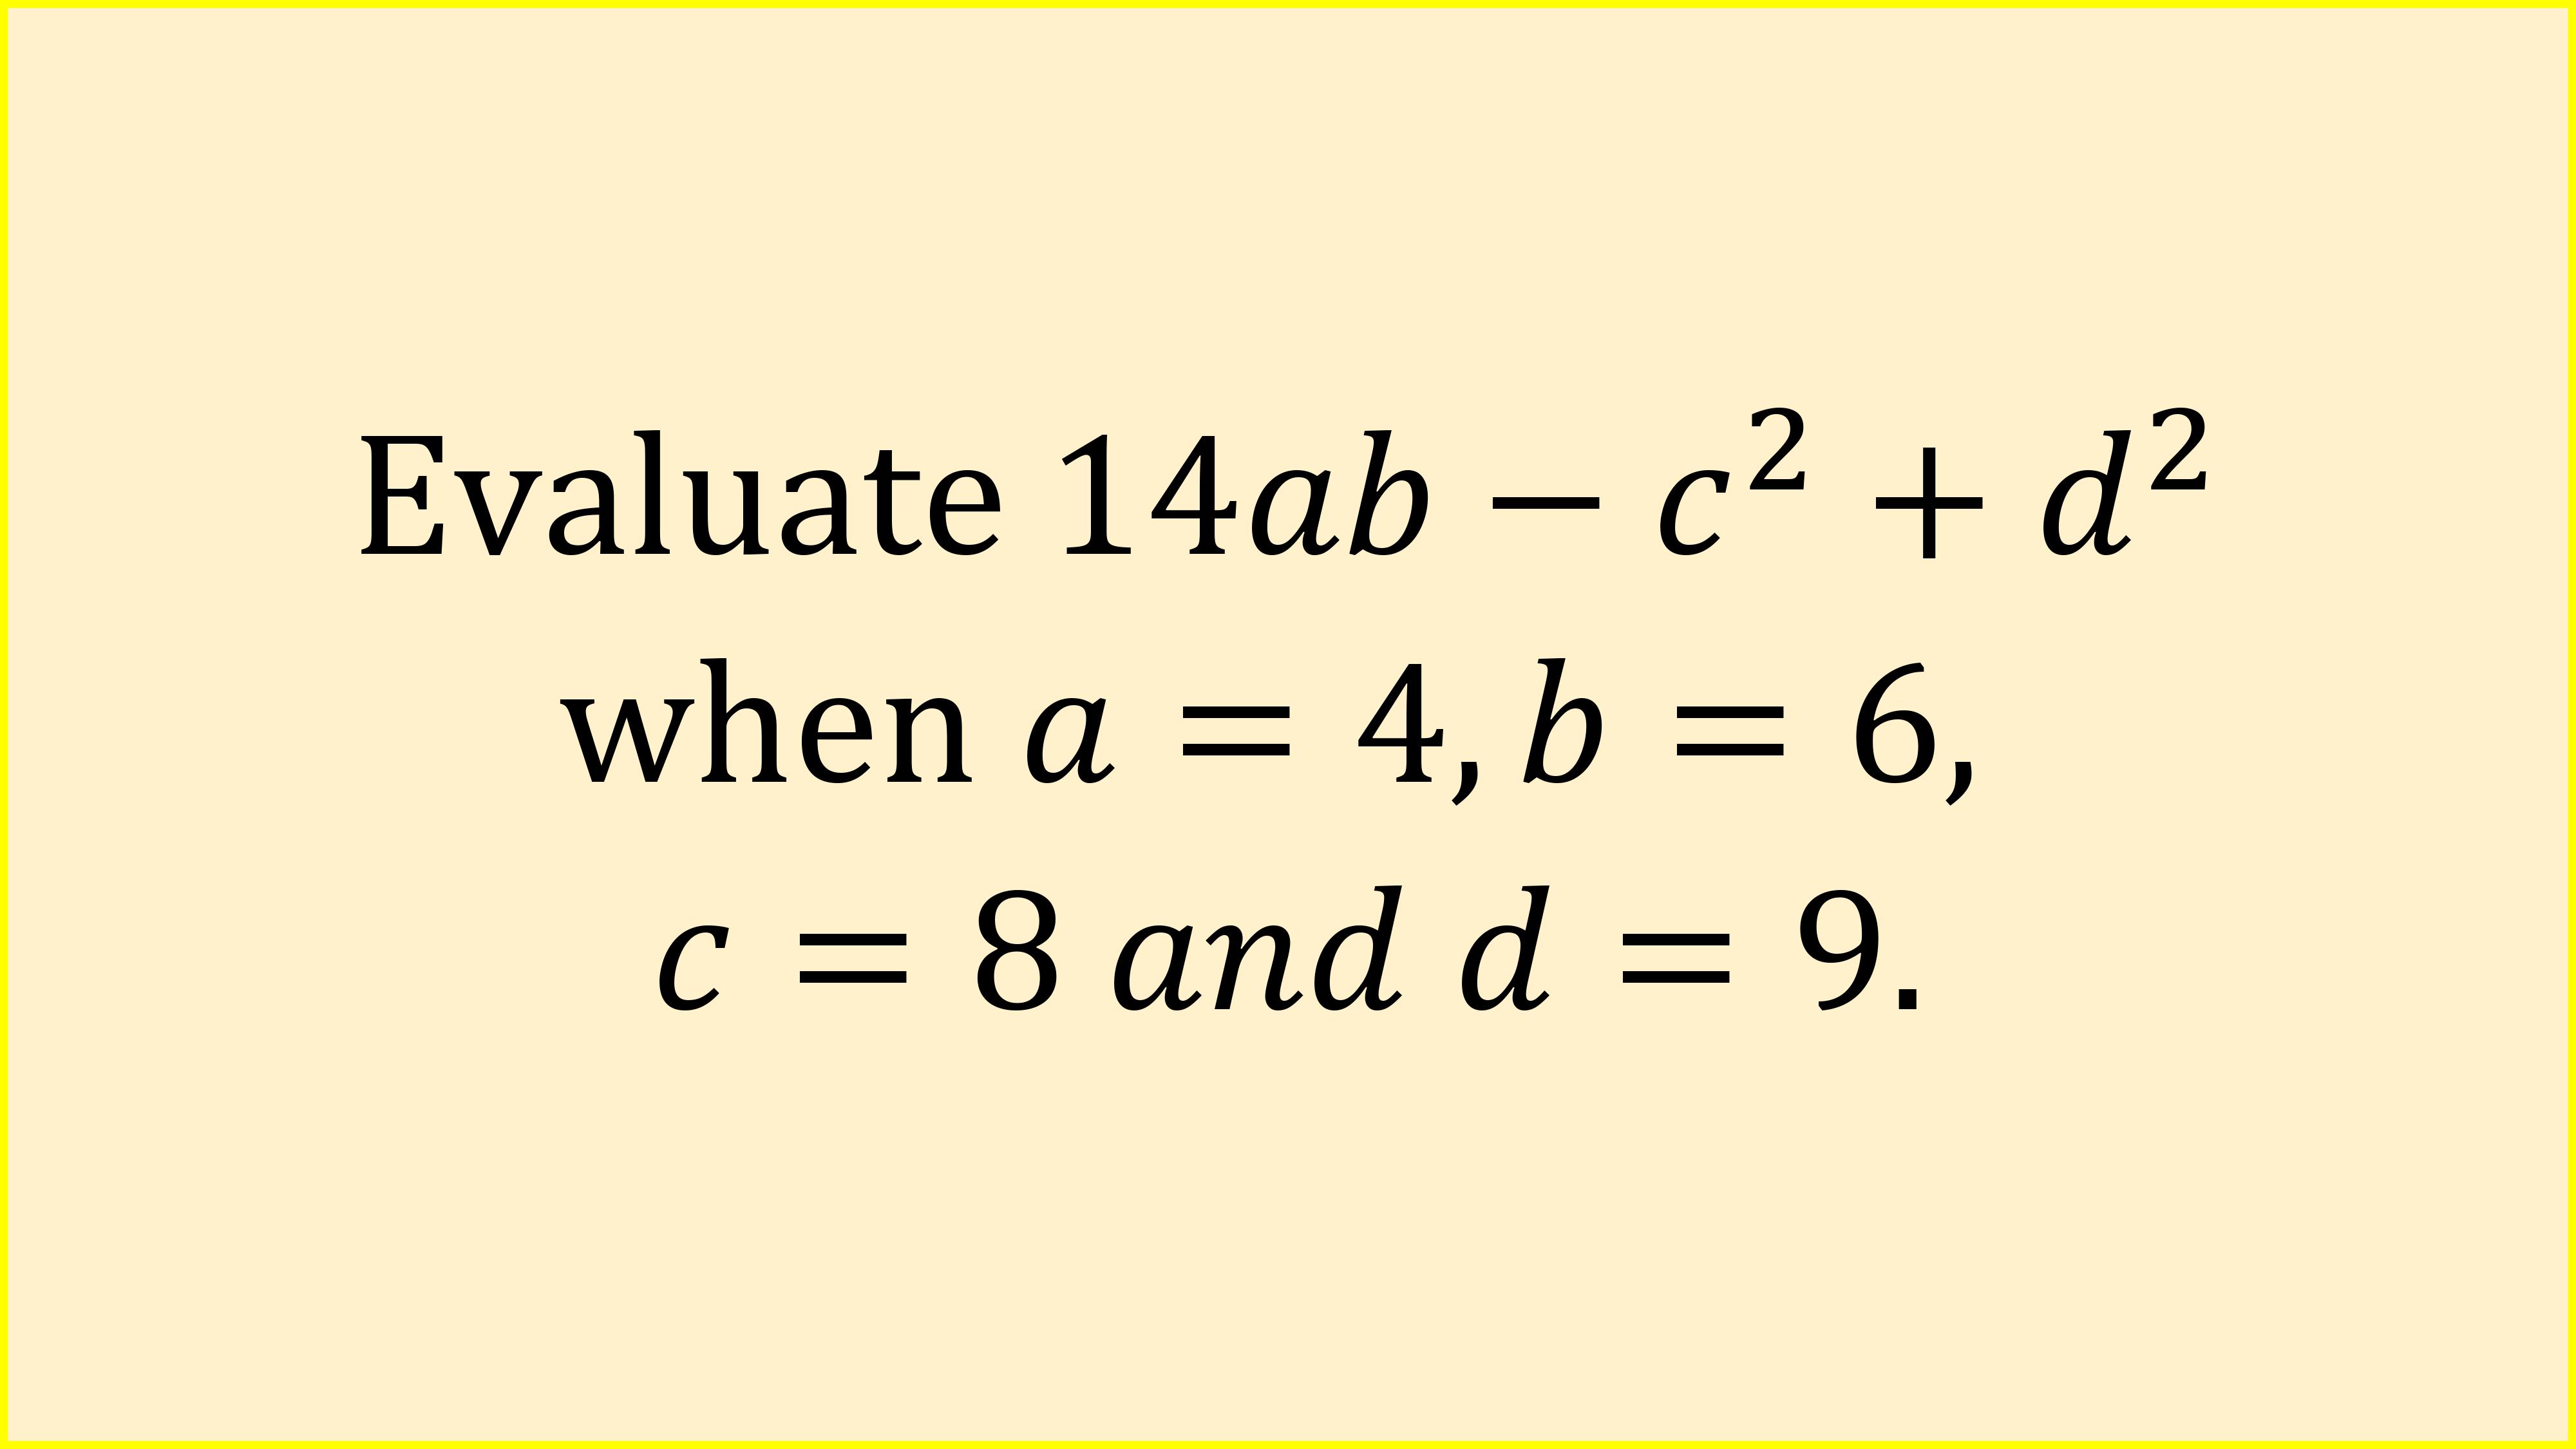 Evaluate 14ab − c² + d²
when a = 4, b = 6,
c = 8 and d = 9.